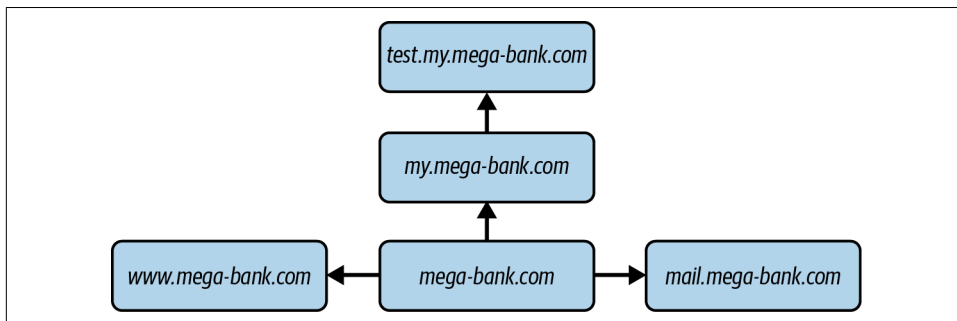 test.my.mega-bank.com
my.mega-bank.com
www.mega-bank.com
mega-bank.com
mail.mega-bank.com